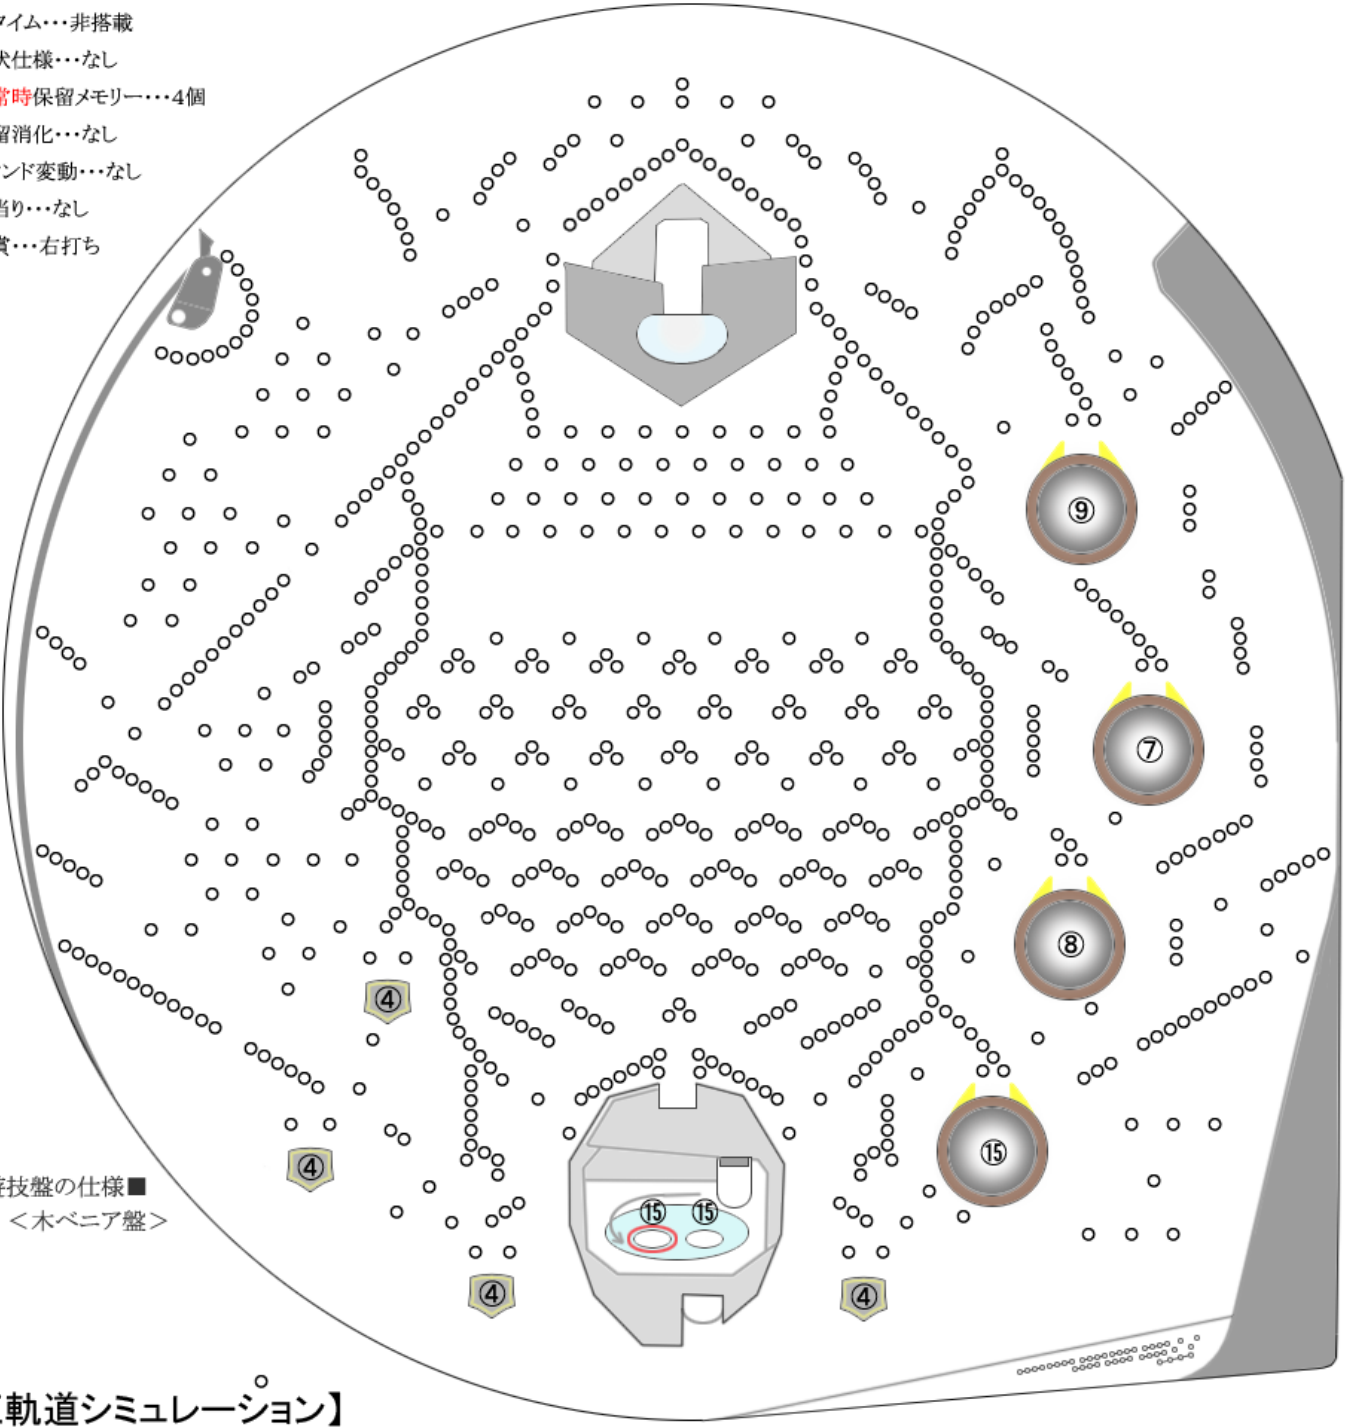 タイム・・・非搭載
状仕様・・・なし
常時保留メモリー・・・4個
留消化・・・なし
ンド変動・・・なし
当り・・・なし
賞・・・右打ち
⑨
⑦
⑧
④
⑮
④
⑮ ⑮
④
④
遊技盤の仕様■
＜木ベニア盤＞
軌道シミュレーション】